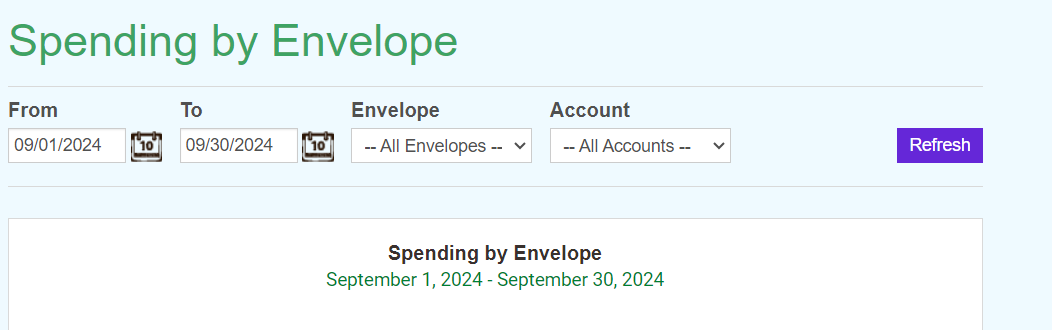 Spending by Envelope
From To Envelope Account
09/01/2024 10 09/30/2024 10 -- All Envelopes -- -- All Accounts -- Refresh
Spending by Envelope
September 1, 2024 - September 30, 2024